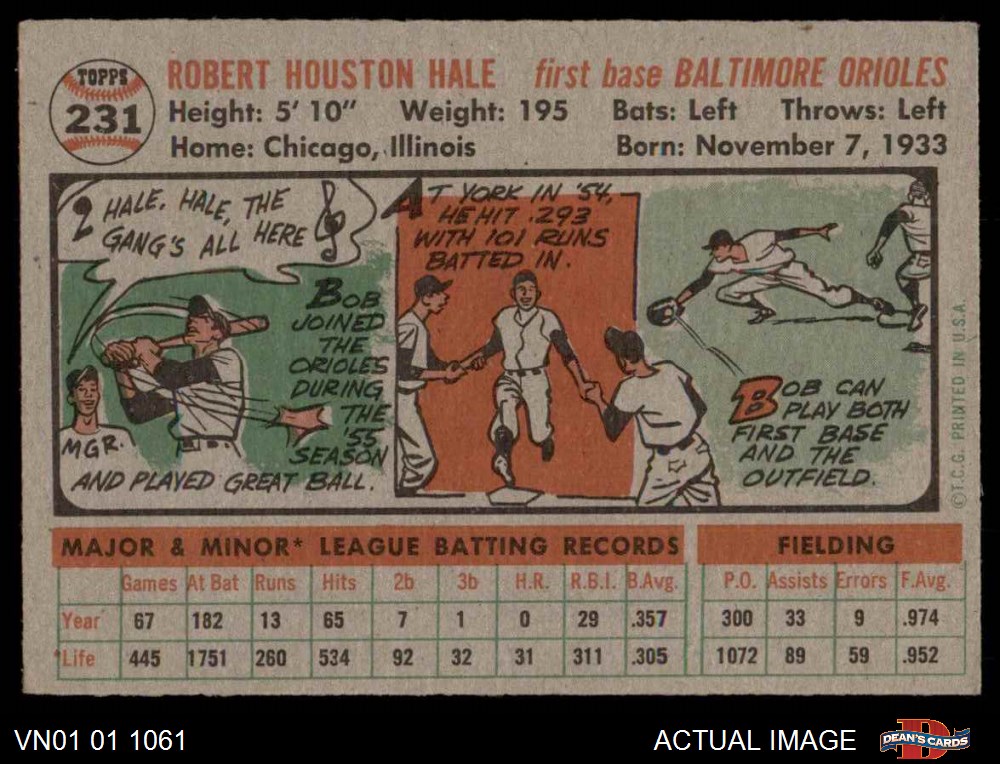 TOPPS
231
ROBERT HOUSTON HALE first base BALTIMORE ORIOLES
Height: 5' 10" Weight: 195 Bats: Left Throws: Left
Home: Chicago, Illinois Born: November 7, 1933
HALE, HALE, THE
GANG'S ALL HERE
MGR.
BOB
JOINED
THE
ORIOLES
DURING
THE
'55
SEASON
AND PLAYED GREAT BALL.
AT YORK IN '54,
HE HIT .293
WITH 101 RUNS
BATTED IN.
BOB CAN
PLAY BOTH
FIRST BASE
AND THE
OUTFIELD.
©T.C.G. PRINTED IN U.S.A.
MAJOR & MINOR* LEAGUE BATTING RECORDS FIELDING
Games At Bat Runs Hits 2b 3b H.R. R.B.I. B.Avg. P.O. Assists Errors F.Avg.
Year 67 182 13 65 7 1 0 29 .357 300 33 9 .974
*Life 445 1751 260 534 92 32 31 311 .305 1072 89 59 .952
VN01 01 1061 ACTUAL IMAGE DEAN'S CARDS